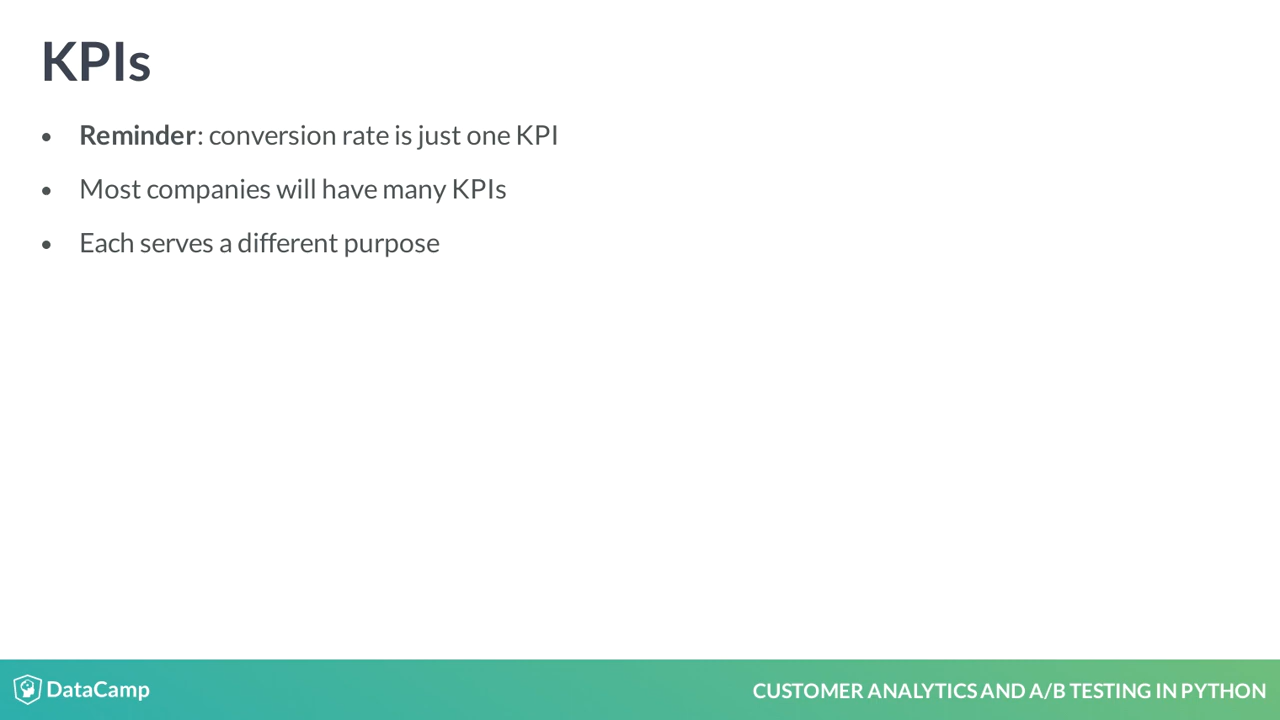 KPIs
• Reminder: conversion rate is just one KPI
• Most companies will have many KPIs
• Each serves a different purpose
DataCamp
CUSTOMER ANALYTICS AND A/B TESTING IN PYTHON